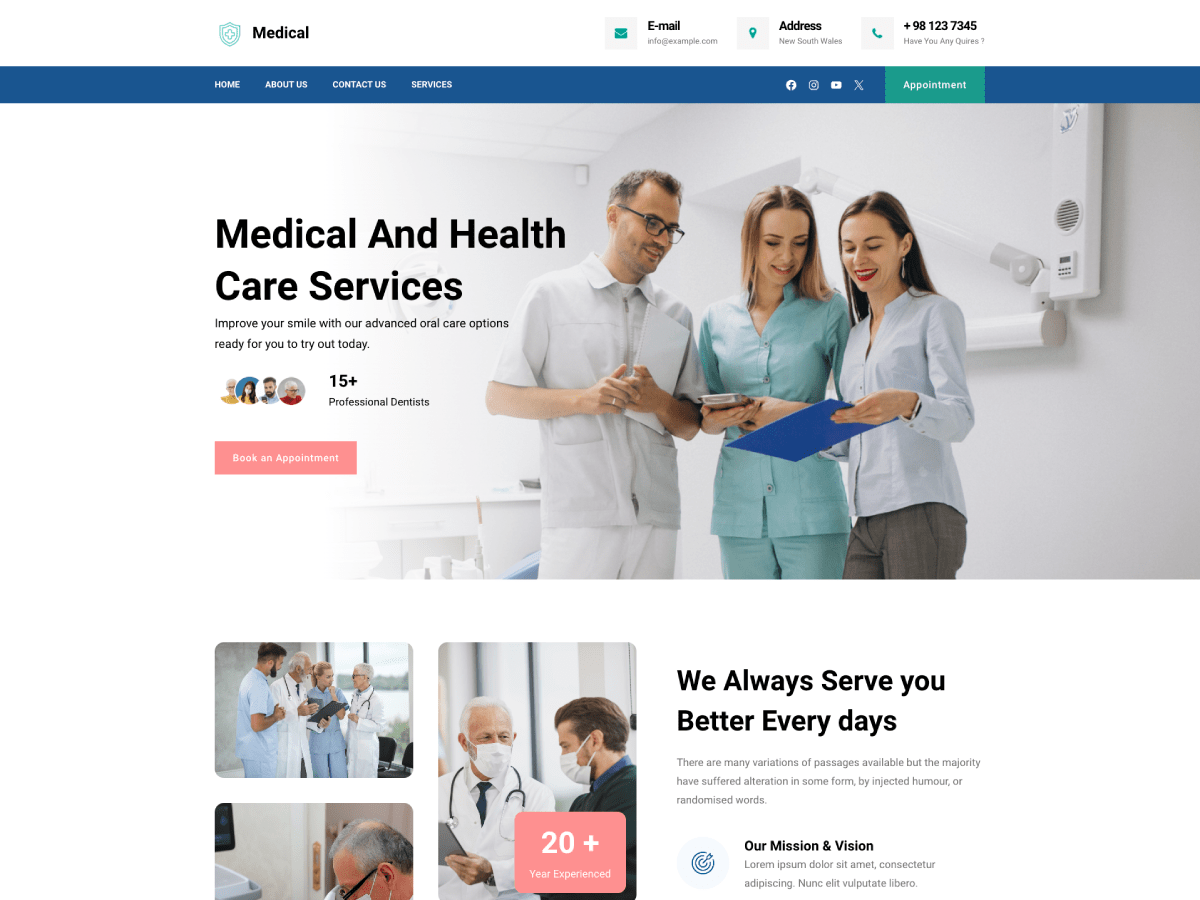 Medical
E-mail
info@example.com
Address
New South Wales
+ 98 123 7345
Have You Any Quires ?
HOME
ABOUT US
CONTACT US
SERVICES
Appointment
Medical And Health
Care Services
Improve your smile with our advanced oral care options
ready for you to try out today.
15+
Professional Dentists
Book an Appointment
We Always Serve you
Better Every days
There are many variations of passages available but the majority
have suffered alteration in some form, by injected humour, or
randomised words.
20 +
Year Experienced
Our Mission & Vision
Lorem ipsum dolor sit amet, consectetur
adipiscing. Nunc elit vulputate libero.